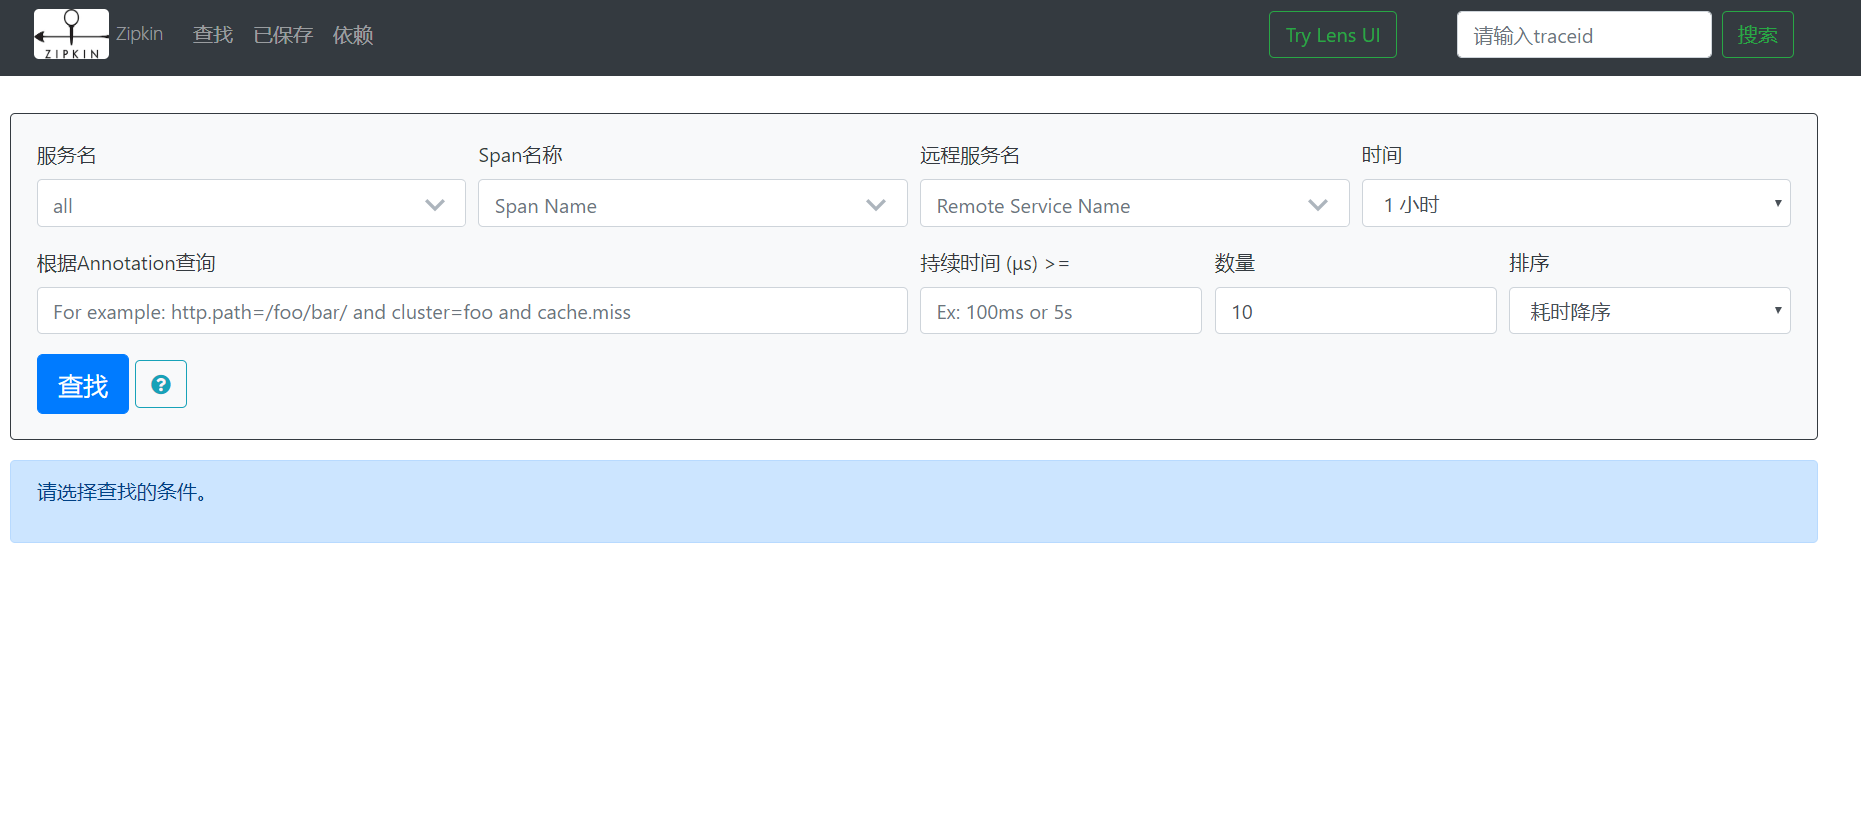 ZIPKIN Zipkin 查找 已保存 依赖 Try Lens UI 请输入traceid 搜索
服务名 Span名称 远程服务名 时间
all Span Name Remote Service Name 1 小时
根据Annotation查询 持续时间 (μs) >= 数量 排序
For example: http.path=/foo/bar/ and cluster=foo and cache.miss Ex: 100ms or 5s 10 耗时降序
查找 ?
请选择查找的条件。